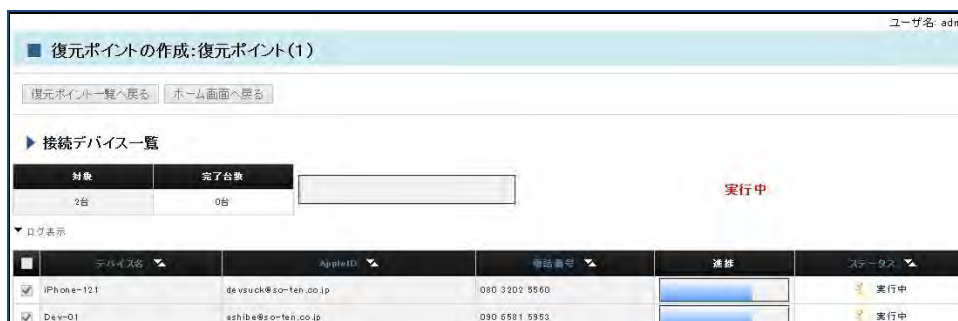 ユーザ名: adm
復元ポイントの作成:復元ポイント(1)
復元ポイント一覧へ戻る ホーム画面へ戻る
接続デバイス一覧
対象 完了台数
2台 0台
実行中
ログ表示
デバイス名 AppleID 電話番号 進捗 ステータス
iPhone-121 devsuck@so-ten.co.jp 080 3202 5560 実行中
Dev-01 ashibe@so-ten.co.jp 090 6581 5953 実行中